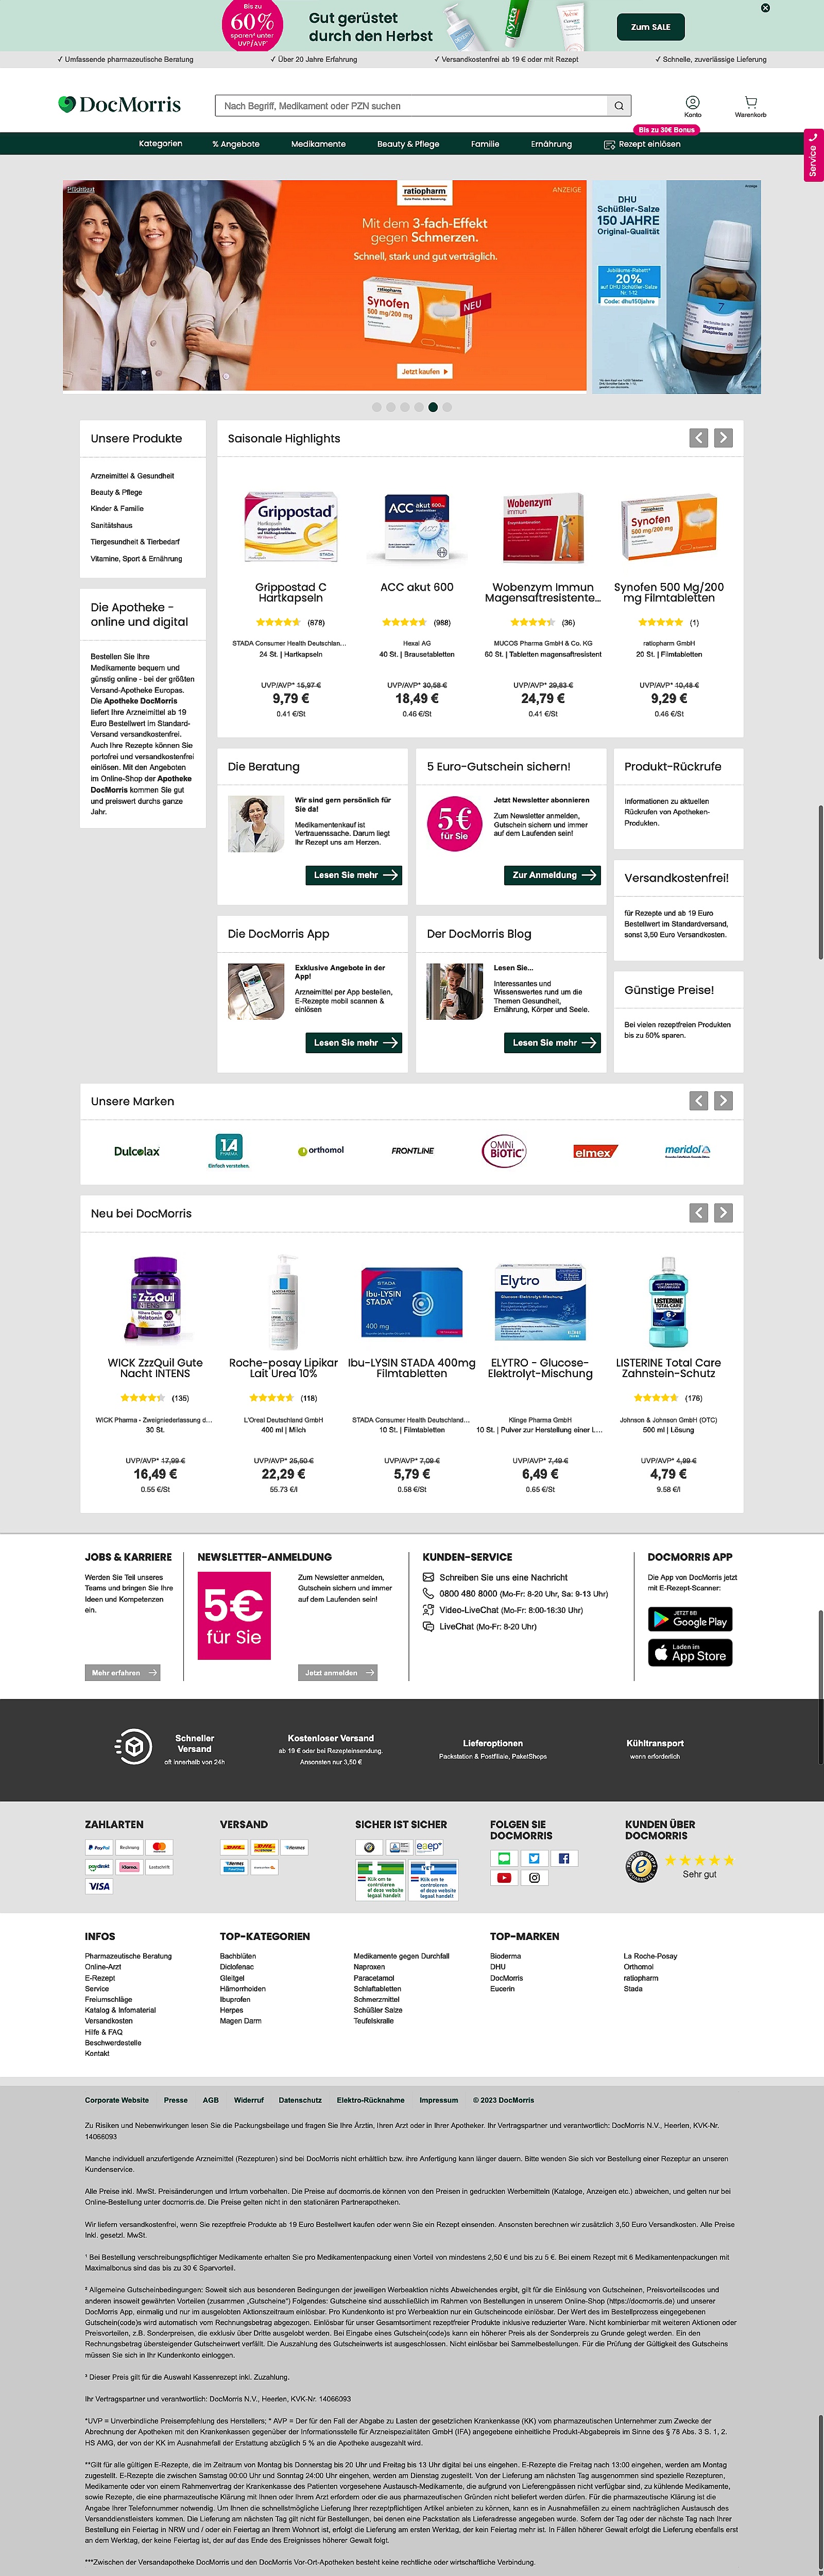 Bis zu
60%
sparen² unter
UVP/AVP*
Gut gerüstet
durch den Herbst
Zum SALE
✓ Umfassende pharmazeutische Beratung
✓ Über 20 Jahre Erfahrung
✓ Versandkostenfrei ab 19 € oder mit Rezept
✓ Schnelle, zuverlässige Lieferung
DocMorris
Nach Begriff, Medikament oder PZN suchen
Konto
Warenkorb
Bis zu 30€ Bonus
Kategorien
% Angebote
Medikamente
Beauty & Pflege
Familie
Ernährung
Rezept einlösen
Service
Pflichttext
ratiopharm
ANZEIGE
Mit dem 3-fach-Effekt
gegen Schmerzen.
Schnell, stark und gut verträglich.
Synofen
500 mg/200 mg
NEU
Jetzt kaufen
Anzeige
DHU
Schüßler-Salze
150 JAHRE
Original-Qualität
Jubiläums-Rabatt¹
20%
auf DHU Schüßler-Salze
Nr. 1-12
Code: dhu150jahre
Unsere Produkte
Arzneimittel & Gesundheit
Beauty & Pflege
Kinder & Familie
Sanitätshaus
Tiergesundheit & Tierbedarf
Vitamine, Sport & Ernährung
Die Apotheke -
online und digital
Bestellen Sie Ihre
Medikamente bequem und
günstig online - bei der größten
Versand-Apotheke Europas.
Die Apotheke DocMorris
liefert Ihre Arzneimittel ab 19
Euro Bestellwert im Standard-
Versand versandkostenfrei.
Auch Ihre Rezepte können Sie
portofrei und versandkostenfrei
einlösen. Mit den Angeboten
im Online-Shop der Apotheke
DocMorris kommen Sie gut
und preiswert durchs ganze
Jahr.
Saisonale Highlights
Grippostad C
Hartkapseln
(878)
STADA Consumer Health Deutschlan...
24 St. | Hartkapseln
UVP/AVP* 15,97 €
9,79 €
0.41 €/St
ACC akut 600
(988)
Hexal AG
40 St. | Brausetabletten
UVP/AVP* 30,58 €
18,49 €
0.46 €/St
Wobenzym Immun
Magensaftresistente...
(36)
MUCOS Pharma GmbH & Co. KG
60 St. | Tabletten magensaftresistent
UVP/AVP* 29,83 €
24,79 €
0.41 €/St
Synofen 500 Mg/200
mg Filmtabletten
(1)
ratiopharm GmbH
20 St. | Filmtabletten
UVP/AVP* 10,48 €
9,29 €
0.46 €/St
Die Beratung
Wir sind gern persönlich für
Sie da!
Medikamentenkauf ist
Vertrauenssache. Darum liegt
Ihr Rezept uns am Herzen.
Lesen Sie mehr
5 Euro-Gutschein sichern!
5€
für Sie
Jetzt Newsletter abonnieren
Zum Newsletter anmelden,
Gutschein sichern und immer
auf dem Laufenden sein!
Zur Anmeldung
Produkt-Rückrufe
Informationen zu aktuellen
Rückrufen von Apotheken-
Produkten.
Versandkostenfrei!
für Rezepte und ab 19 Euro
Bestellwert im Standardversand,
sonst 3,50 Euro Versandkosten.
Die DocMorris App
Exklusive Angebote in der
App!
Arzneimittel per App bestellen,
E-Rezepte mobil scannen &
einlösen
Lesen Sie mehr
Der DocMorris Blog
Lesen Sie...
Interessantes und
Wissenswertes rund um die
Themen Gesundheit,
Ernährung, Körper und Seele.
Lesen Sie mehr
Günstige Preise!
Bei vielen rezeptfreien Produkten
bis zu 50% sparen.
Unsere Marken
Dulcolax
1A
PHARMA
Einfach verstehen.
orthomol
FRONTLINE
OMNi
BiOTiC
elmex
meridol
Neu bei DocMorris
WICK ZzzQuil Gute
Nacht INTENS
(135)
WICK Pharma - Zweigniederlassung d...
30 St.
UVP/AVP* 17,99 €
16,49 €
0.55 €/St
Roche-posay Lipikar
Lait Urea 10%
(118)
L'Oreal Deutschland GmbH
400 ml | Milch
UVP/AVP* 25,50 €
22,29 €
55.73 €/l
Ibu-LYSIN STADA 400mg
Filmtabletten
STADA Consumer Health Deutschland...
10 St. | Filmtabletten
UVP/AVP* 7,09 €
5,79 €
0.58 €/St
ELYTRO - Glucose-
Elektrolyt-Mischung
Klinge Pharma GmbH
10 St. | Pulver zur Herstellung einer L...
UVP/AVP* 7,49 €
6,49 €
0.65 €/St
LISTERINE Total Care
Zahnstein-Schutz
(176)
Johnson & Johnson GmbH (OTC)
500 ml | Lösung
UVP/AVP* 4,99 €
4,79 €
9.58 €/l
JOBS & KARRIERE
Werden Sie Teil unseres
Teams und bringen Sie Ihre
Ideen und Kompetenzen
ein.
Mehr erfahren
NEWSLETTER-ANMELDUNG
5€
für Sie
Zum Newsletter anmelden,
Gutschein sichern und immer
auf dem Laufenden sein!
Jetzt anmelden
KUNDEN-SERVICE
Schreiben Sie uns eine Nachricht
0800 480 8000 (Mo-Fr: 8-20 Uhr, Sa: 9-13 Uhr)
Video-LiveChat (Mo-Fr: 8:00-16:30 Uhr)
LiveChat (Mo-Fr: 8-20 Uhr)
DOCMORRIS APP
Die App von DocMorris jetzt
mit E-Rezept-Scanner:
JETZT BEI
Google Play
Laden im
App Store
Schneller
Versand
oft innerhalb von 24h
Kostenloser Versand
ab 19 € oder bei Rezepteinsendung.
Ansonsten nur 3,50 €
Lieferoptionen
Packstation & Postfiliale, PaketShops
Kühltransport
wenn erforderlich
ZAHLARTEN
PayPal
Rechnung
paydirekt
Klarna.
Lastschrift
VISA
VERSAND
DHL
Hermes
SICHER IST SICHER
Klik om te
controleren
of deze website
legaal handelt
Klik om te
controleren
of deze website
legaal handelt
FOLGEN SIE
DOCMORRIS
KUNDEN ÜBER
DOCMORRIS
Sehr gut
INFOS
Pharmazeutische Beratung
Online-Arzt
E-Rezept
Service
Freiumschläge
Katalog & Infomaterial
Versandkosten
Hilfe & FAQ
Beschwerdestelle
Kontakt
TOP-KATEGORIEN
Bachblüten
Diclofenac
Gleitgel
Hämorrhoiden
Ibuprofen
Herpes
Magen Darm
Medikamente gegen Durchfall
Naproxen
Paracetamol
Schlaftabletten
Schmerzmittel
Schüßler Salze
Teufelskralle
TOP-MARKEN
Bioderma
DHU
DocMorris
Eucerin
La Roche-Posay
Orthomol
ratiopharm
Stada
Corporate Website
Presse
AGB
Widerruf
Datenschutz
Elektro-Rücknahme
Impressum
© 2023 DocMorris
Zu Risiken und Nebenwirkungen lesen Sie die Packungsbeilage und fragen Sie Ihre Ärztin, Ihren Arzt oder in Ihrer Apotheke. Ihr Vertragspartner und verantwortlich: DocMorris N.V., Heerlen, KVK-Nr.
14066093
Manche individuell anzufertigende Arzneimittel (Rezepturen) sind bei DocMorris nicht erhältlich bzw. ihre Anfertigung kann länger dauern. Bitte wenden Sie sich vor Bestellung einer Rezeptur an unseren
Kundenservice.
Alle Preise inkl. MwSt. Preisänderungen und Irrtum vorbehalten. Die Preise auf docmorris.de können von den Preisen in gedruckten Werbemitteln (Kataloge, Anzeigen etc.) abweichen, und gelten nur bei
Online-Bestellung unter docmorris.de. Die Preise gelten nicht in den stationären Partnerapotheken.
Wir liefern versandkostenfrei, wenn Sie rezeptfreie Produkte ab 19 Euro Bestellwert kaufen oder wenn Sie ein Rezept einsenden. Ansonsten berechnen wir zusätzlich 3,50 Euro Versandkosten. Alle Preise
inkl. gesetzl. MwSt.
¹ Bei Bestellung verschreibungspflichtiger Medikamente erhalten Sie pro Medikamentenpackung einen Vorteil von mindestens 2,50 € und bis zu 5 €. Bei einem Rezept mit 6 Medikamentenpackungen mit
Maximalbonus sind das bis zu 30 € Sparvorteil.
² Allgemeine Gutscheinbedingungen: Soweit sich aus besonderen Bedingungen der jeweiligen Werbeaktion nichts Abweichendes ergibt, gilt für die Einlösung von Gutscheinen, Preisvorteilscodes und
anderen insoweit gewährten Vorteilen (zusammen „Gutscheine") Folgendes: Gutscheine sind ausschließlich im Rahmen von Bestellungen in unserem Online-Shop (https://docmorris.de) und unserer
DocMorris App, einmalig und nur im ausgelobten Aktionszeitraum einlösbar. Pro Kundenkonto ist pro Werbeaktion nur ein Gutscheincode einlösbar. Der Wert des im Bestellprozess eingegebenen
Gutschein(code)s wird automatisch vom Rechnungsbetrag abgezogen. Einlösbar für unser Gesamtsortiment rezeptfreier Produkte inklusive reduzierter Ware. Nicht kombinierbar mit weiteren Aktionen oder
Preisvorteilen, z.B. Sonderpreisen, die exklusiv über Dritte ausgelobt werden. Bei Eingabe eines Gutschein(code)s kann ein höherer Preis als der Sonderpreis zu Grunde gelegt werden. Ein den
Rechnungsbetrag übersteigender Gutscheinwert verfällt. Die Auszahlung des Gutscheinwerts ist ausgeschlossen. Nicht einlösbar bei Sammelbestellungen. Für die Prüfung der Gültigkeit des Gutscheins
müssen Sie sich in Ihr Kundenkonto einloggen.
³ Dieser Preis gilt für die Auswahl Kassenrezept inkl. Zuzahlung.
Ihr Vertragspartner und verantwortlich: DocMorris N.V., Heerlen, KVK-Nr. 14066093
*UVP = Unverbindliche Preisempfehlung des Herstellers; * AVP = Der für den Fall der Abgabe zu Lasten der gesetzlichen Krankenkasse (KK) vom pharmazeutischen Unternehmer zum Zwecke der
Abrechnung der Apotheken mit den Krankenkassen gegenüber der Informationsstelle für Arzneispezialitäten GmbH (IFA) angegebene einheitliche Produkt-Abgabepreis im Sinne des § 78 Abs. 3 S. 1, 2.
HS AMG, der von der KK im Ausnahmefall der Erstattung abzüglich 5 % an die Apotheke ausgezahlt wird.
**Gilt für alle gültigen E-Rezepte, die im Zeitraum von Montag bis Donnerstag bis 20 Uhr und Freitag bis 13 Uhr digital bei uns eingehen. E-Rezepte die Freitag nach 13:00 eingehen, werden am Montag
zugestellt. E-Rezepte die zwischen Samstag 00:00 Uhr und Sonntag 24:00 Uhr eingehen, werden am Dienstag zugestellt. Von der Lieferung am nächsten Tag ausgenommen sind spezielle Rezepturen,
Medikamente oder von einem Rahmenvertrag der Krankenkasse des Patienten vorgesehene Austausch-Medikamente, die aufgrund von Lieferengpässen nicht verfügbar sind, zu kühlende Medikamente,
sowie Rezepte, die eine pharmazeutische Klärung mit Ihnen oder Ihrem Arzt erfordern oder die aus pharmazeutischen Gründen nicht beliefert werden dürfen. Für die pharmazeutische Klärung ist die
Angabe Ihrer Telefonnummer notwendig. Um Ihnen die schnellstmögliche Lieferung Ihrer rezeptpflichtigen Artikel anbieten zu können, kann es in Ausnahmefällen zu einem nachträglichen Austausch des
Versanddienstleisters kommen. Die Lieferung am nächsten Tag gilt nicht für Bestellungen, bei denen eine Packstation als Lieferadresse angegeben wurde. Sofern der Tag oder der nächste Tag nach Ihrer
Bestellung ein Feiertag in NRW und / oder ein Feiertag an Ihrem Wohnort ist, erfolgt die Lieferung am ersten Werktag, der kein Feiertag mehr ist. In Fällen höherer Gewalt erfolgt die Lieferung ebenfalls erst
an dem Werktag, der keine Feiertag ist, der auf das Ende des Ereignisses höherer Gewalt folgt.
***Zwischen der Versandapotheke DocMorris und den DocMorris Vor-Ort-Apotheken besteht keine rechtliche oder wirtschaftliche Verbindung.